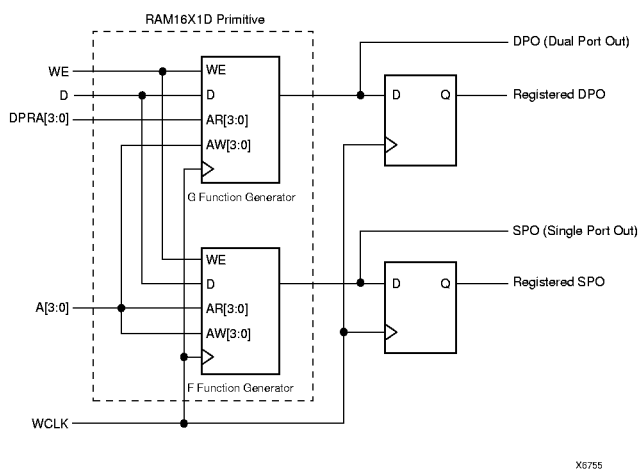 RAM16X1D Primitive
DPO (Dual Port Out)
WE
WE
D
D
D
Q
Registered DPO
DPRA[3:0]
AR[3:0]
AW[3:0]
G Function Generator
SPO (Single Port Out)
WE
D
D
Q
Registered SPO
A[3:0]
AR[3:0]
AW[3:0]
F Function Generator
WCLK
X6755